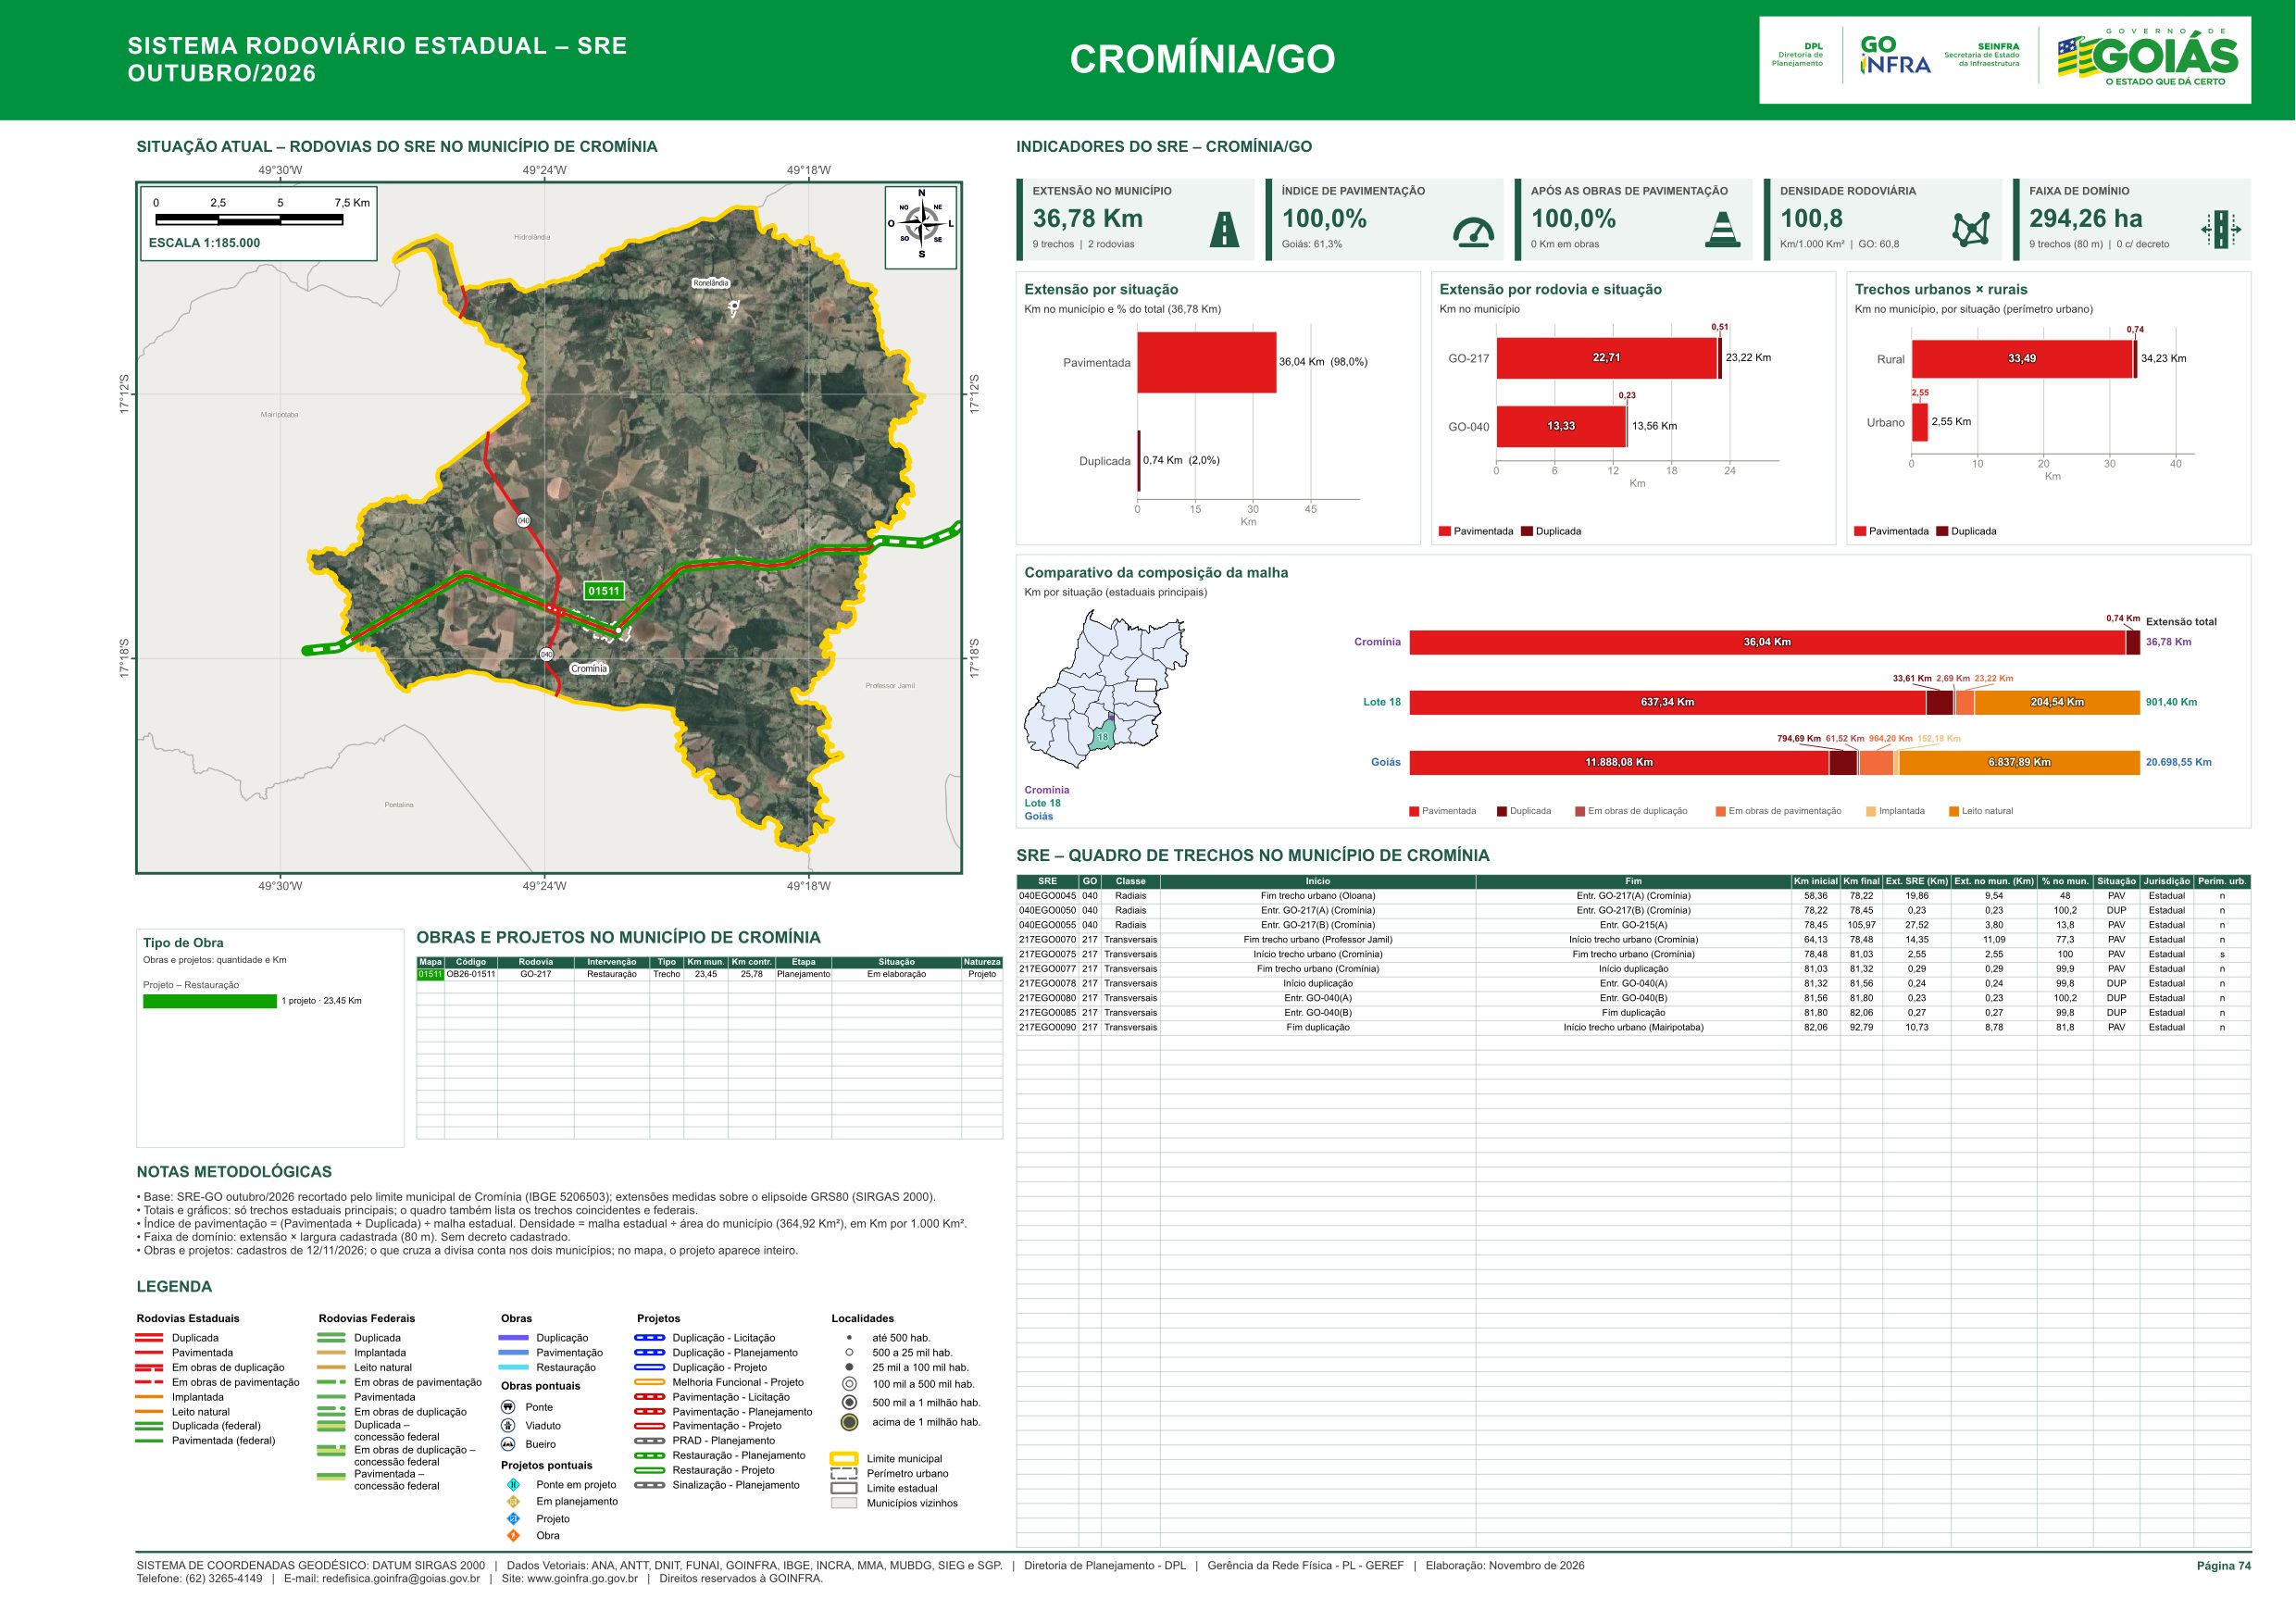 SISTEMA RODOVIÁRIO ESTADUAL – SRE
OUTUBRO/2026
CROMÍNIA/GO
DPL
Diretoria de
Planejamento
GO
iNFRA
SEINFRA
Secretaria de Estado
da Infraestrutura
GOVERNO DE
GOIÁS
O ESTADO QUE DÁ CERTO
SITUAÇÃO ATUAL – RODOVIAS DO SRE NO MUNICÍPIO DE CROMÍNIA
49°30'W 49°24'W 49°18'W
0 2,5 5 7,5 Km
ESCALA 1:185.000
N
NO NE
O L
SO SE
S
Hidrolândia
Ronelândia
17°12'S 17°12'S
Mairipotaba
040
01511
040
Cromínia
17°18'S 17°18'S
Professor Jamil
Pontalina
49°30'W 49°24'W 49°18'W
INDICADORES DO SRE – CROMÍNIA/GO
EXTENSÃO NO MUNICÍPIO
36,78 Km
9 trechos | 2 rodovias
ÍNDICE DE PAVIMENTAÇÃO
100,0%
Goiás: 61,3%
APÓS AS OBRAS DE PAVIMENTAÇÃO
100,0%
0 Km em obras
DENSIDADE RODOVIÁRIA
100,8
Km/1.000 Km² | GO: 60,8
FAIXA DE DOMÍNIO
294,26 ha
9 trechos (80 m) | 0 c/ decreto
Extensão por situação
Km no município e % do total (36,78 Km)
Pavimentada 36,04 Km (98,0%)
Duplicada 0,74 Km (2,0%)
0 15 30 45
Km
Extensão por rodovia e situação
Km no município
0,51
GO-217 22,71 23,22 Km
0,23
GO-040 13,33 13,56 Km
0 6 12 18 24
Km
Pavimentada Duplicada
Trechos urbanos × rurais
Km no município, por situação (perímetro urbano)
0,74
Rural 33,49 34,23 Km
2,55
Urbano 2,55 Km
0 10 20 30 40
Km
Pavimentada Duplicada
Comparativo da composição da malha
Km por situação (estaduais principais)
18
Cromínia
Lote 18
Goiás
0,74 Km Extensão total
Cromínia 36,04 Km 36,78 Km
33,61 Km 2,69 Km 23,22 Km
Lote 18 637,34 Km 204,54 Km 901,40 Km
794,69 Km 61,52 Km 964,20 Km 152,18 Km
Goiás 11.888,08 Km 6.837,89 Km 20.698,55 Km
Pavimentada Duplicada Em obras de duplicação Em obras de pavimentação Implantada Leito natural
SRE – QUADRO DE TRECHOS NO MUNICÍPIO DE CROMÍNIA
SRE GO Classe Início Fim Km inicial Km final Ext. SRE (Km) Ext. no mun. (Km) % no mun. Situação Jurisdição Perím. urb.
040EGO0045 040 Radiais Fim trecho urbano (Oloana) Entr. GO-217(A) (Cromínia) 58,36 78,22 19,86 9,54 48 PAV Estadual n
040EGO0050 040 Radiais Entr. GO-217(A) (Cromínia) Entr. GO-217(B) (Cromínia) 78,22 78,45 0,23 0,23 100,2 DUP Estadual n
040EGO0055 040 Radiais Entr. GO-217(B) (Cromínia) Entr. GO-215(A) 78,45 105,97 27,52 3,80 13,8 PAV Estadual n
217EGO0070 217 Transversais Fim trecho urbano (Professor Jamil) Início trecho urbano (Cromínia) 64,13 78,48 14,35 11,09 77,3 PAV Estadual n
217EGO0075 217 Transversais Início trecho urbano (Cromínia) Fim trecho urbano (Cromínia) 78,48 81,03 2,55 2,55 100 PAV Estadual s
217EGO0077 217 Transversais Fim trecho urbano (Cromínia) Início duplicação 81,03 81,32 0,29 0,29 99,9 PAV Estadual n
217EGO0078 217 Transversais Início duplicação Entr. GO-040(A) 81,32 81,56 0,24 0,24 99,8 DUP Estadual n
217EGO0080 217 Transversais Entr. GO-040(A) Entr. GO-040(B) 81,56 81,80 0,23 0,23 100,2 DUP Estadual n
217EGO0085 217 Transversais Entr. GO-040(B) Fim duplicação 81,80 82,06 0,27 0,27 99,8 DUP Estadual n
217EGO0090 217 Transversais Fim duplicação Início trecho urbano (Mairipotaba) 82,06 92,79 10,73 8,78 81,8 PAV Estadual n
Tipo de Obra
Obras e projetos: quantidade e Km
Projeto – Restauração
1 projeto · 23,45 Km
OBRAS E PROJETOS NO MUNICÍPIO DE CROMÍNIA
Mapa Código Rodovia Intervenção Tipo Km mun. Km contr. Etapa Situação Natureza
01511 OB26-01511 GO-217 Restauração Trecho 23,45 25,78 Planejamento Em elaboração Projeto
NOTAS METODOLÓGICAS
• Base: SRE-GO outubro/2026 recortado pelo limite municipal de Cromínia (IBGE 5206503); extensões medidas sobre o elipsoide GRS80 (SIRGAS 2000).
• Totais e gráficos: só trechos estaduais principais; o quadro também lista os trechos coincidentes e federais.
• Índice de pavimentação = (Pavimentada + Duplicada) ÷ malha estadual. Densidade = malha estadual ÷ área do município (364,92 Km²), em Km por 1.000 Km².
• Faixa de domínio: extensão × largura cadastrada (80 m). Sem decreto cadastrado.
• Obras e projetos: cadastros de 12/11/2026; o que cruza a divisa conta nos dois municípios; no mapa, o projeto aparece inteiro.
LEGENDA
Rodovias Estaduais
Duplicada
Pavimentada
Em obras de duplicação
Em obras de pavimentação
Implantada
Leito natural
Duplicada (federal)
Pavimentada (federal)
Rodovias Federais
Duplicada
Implantada
Leito natural
Em obras de pavimentação
Pavimentada
Em obras de duplicação
Duplicada –
concessão federal
Em obras de duplicação –
concessão federal
Pavimentada –
concessão federal
Obras
Duplicação
Pavimentação
Restauração
Obras pontuais
Ponte
Viaduto
Bueiro
Projetos pontuais
Ponte em projeto
Em planejamento
Projeto
Obra
Projetos
Duplicação - Licitação
Duplicação - Planejamento
Duplicação - Projeto
Melhoria Funcional - Projeto
Pavimentação - Licitação
Pavimentação - Planejamento
Pavimentação - Projeto
PRAD - Planejamento
Restauração - Planejamento
Restauração - Projeto
Sinalização - Planejamento
Localidades
até 500 hab.
500 a 25 mil hab.
25 mil a 100 mil hab.
100 mil a 500 mil hab.
500 mil a 1 milhão hab.
acima de 1 milhão hab.
Limite municipal
Perímetro urbano
Limite estadual
Municípios vizinhos
SISTEMA DE COORDENADAS GEODÉSICO: DATUM SIRGAS 2000 | Dados Vetoriais: ANA, ANTT, DNIT, FUNAI, GOINFRA, IBGE, INCRA, MMA, MUBDG, SIEG e SGP. | Diretoria de Planejamento - DPL | Gerência da Rede Física - PL - GEREF | Elaboração: Novembro de 2026
Página 74
Telefone: (62) 3265-4149 | E-mail: redefisica.goinfra@goias.gov.br | Site: www.goinfra.go.gov.br | Direitos reservados à GOINFRA.